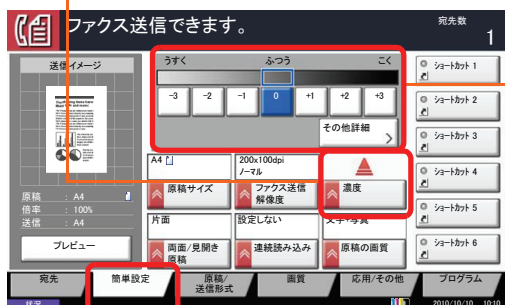 ファクス送信できます。
宛先数
1
送信イメージ
うすく ふつう こく
-3 -2 -1 0 +1 +2 +3
その他詳細
ショートカット 1
ショートカット 2
ショートカット 3
ショートカット 4
ショートカット 5
ショートカット 6
A4
200x100dpi
ノーマル
原稿サイズ
ファクス送信
解像度
濃度
原稿 : A4
倍率 : 100%
送信 : A4
片面
設定しない
文字+写真
プレビュー
両面/見開き
原稿
連続読み込み
原稿の画質
宛先
簡単設定
原稿/
送信形式
画質
応用/その他
プログラム
状況
2010/10/10 10:10